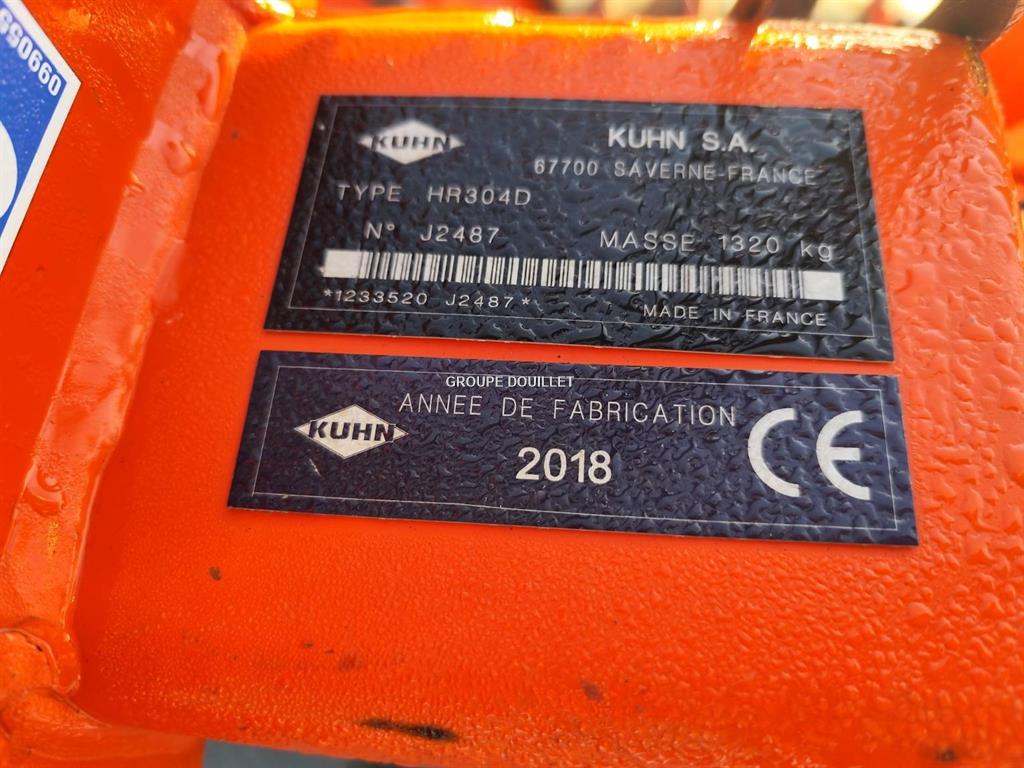 099059
KUHN
KUHN S.A.
67700 SAVERNE-FRANCE
TYPE HR304D
N° J2487 MASSE 1320 kg
*1233520 J2487*
MADE IN FRANCE
GROUPE DOUILLET
KUHN
ANNEE DE FABRICATION
2018
CE